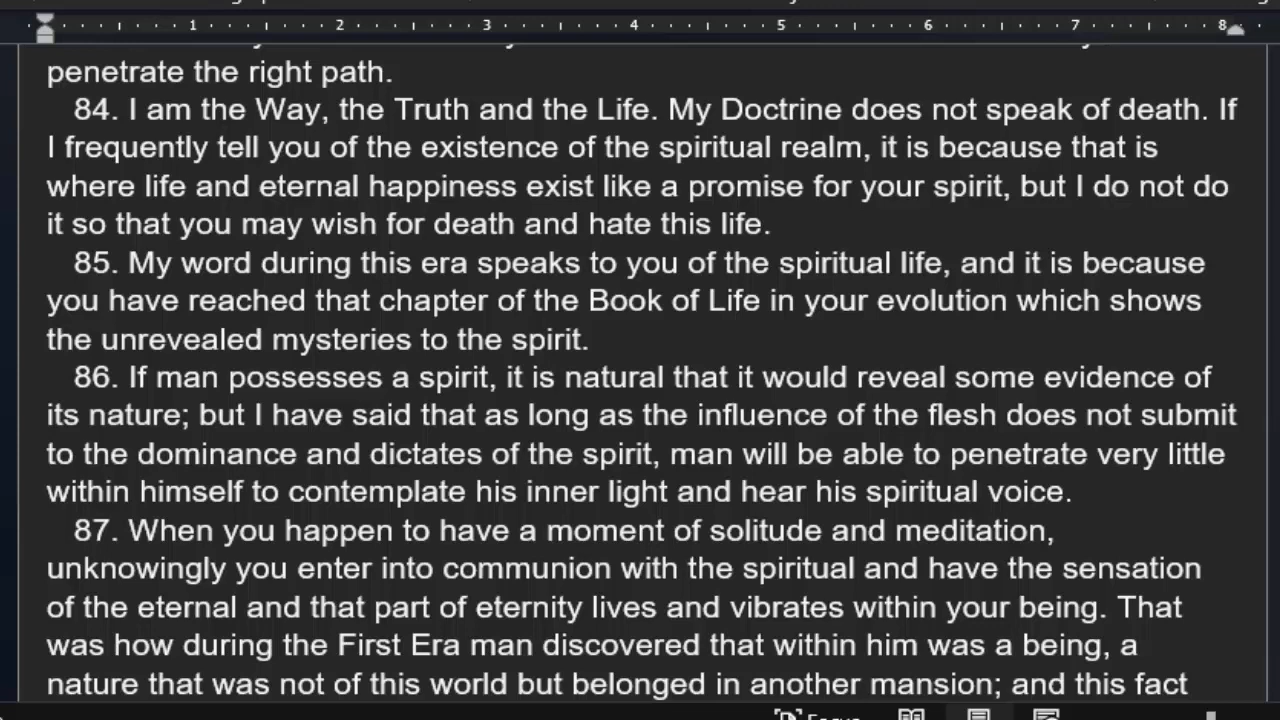 1 2 3 4 5 6 7 8
penetrate the right path.
84. I am the Way, the Truth and the Life. My Doctrine does not speak of death. If
I frequently tell you of the existence of the spiritual realm, it is because that is
where life and eternal happiness exist like a promise for your spirit, but I do not do
it so that you may wish for death and hate this life.
85. My word during this era speaks to you of the spiritual life, and it is because
you have reached that chapter of the Book of Life in your evolution which shows
the unrevealed mysteries to the spirit.
86. If man possesses a spirit, it is natural that it would reveal some evidence of
its nature; but I have said that as long as the influence of the flesh does not submit
to the dominance and dictates of the spirit, man will be able to penetrate very little
within himself to contemplate his inner light and hear his spiritual voice.
87. When you happen to have a moment of solitude and meditation,
unknowingly you enter into communion with the spiritual and have the sensation
of the eternal and that part of eternity lives and vibrates within your being. That
was how during the First Era man discovered that within him was a being, a
nature that was not of this world but belonged in another mansion; and this fact
Focus